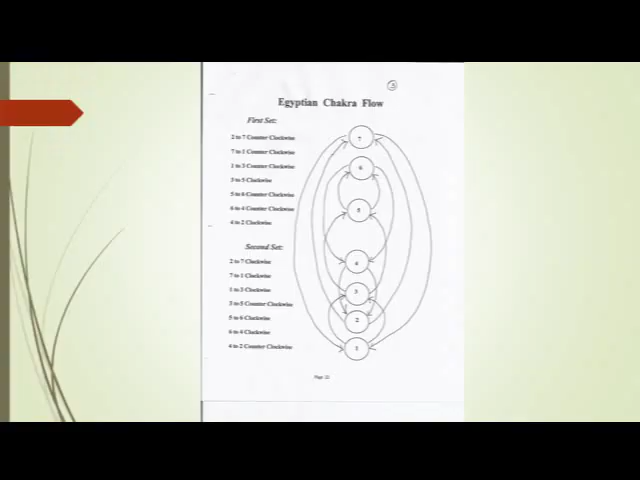 Egyptian Chakra Flow
First Set:
2 to 7 Counter Clockwise
7 to 1 Counter Clockwise
1 to 3 Counter Clockwise
3 to 5 Clockwise
5 to 6 Counter Clockwise
6 to 4 Counter Clockwise
4 to 2 Clockwise
Second Set:
2 to 7 Clockwise
7 to 1 Clockwise
1 to 3 Clockwise
3 to 5 Counter Clockwise
5 to 6 Clockwise
6 to 4 Clockwise
4 to 2 Counter Clockwise
7
6
5
4
3
2
1
Page